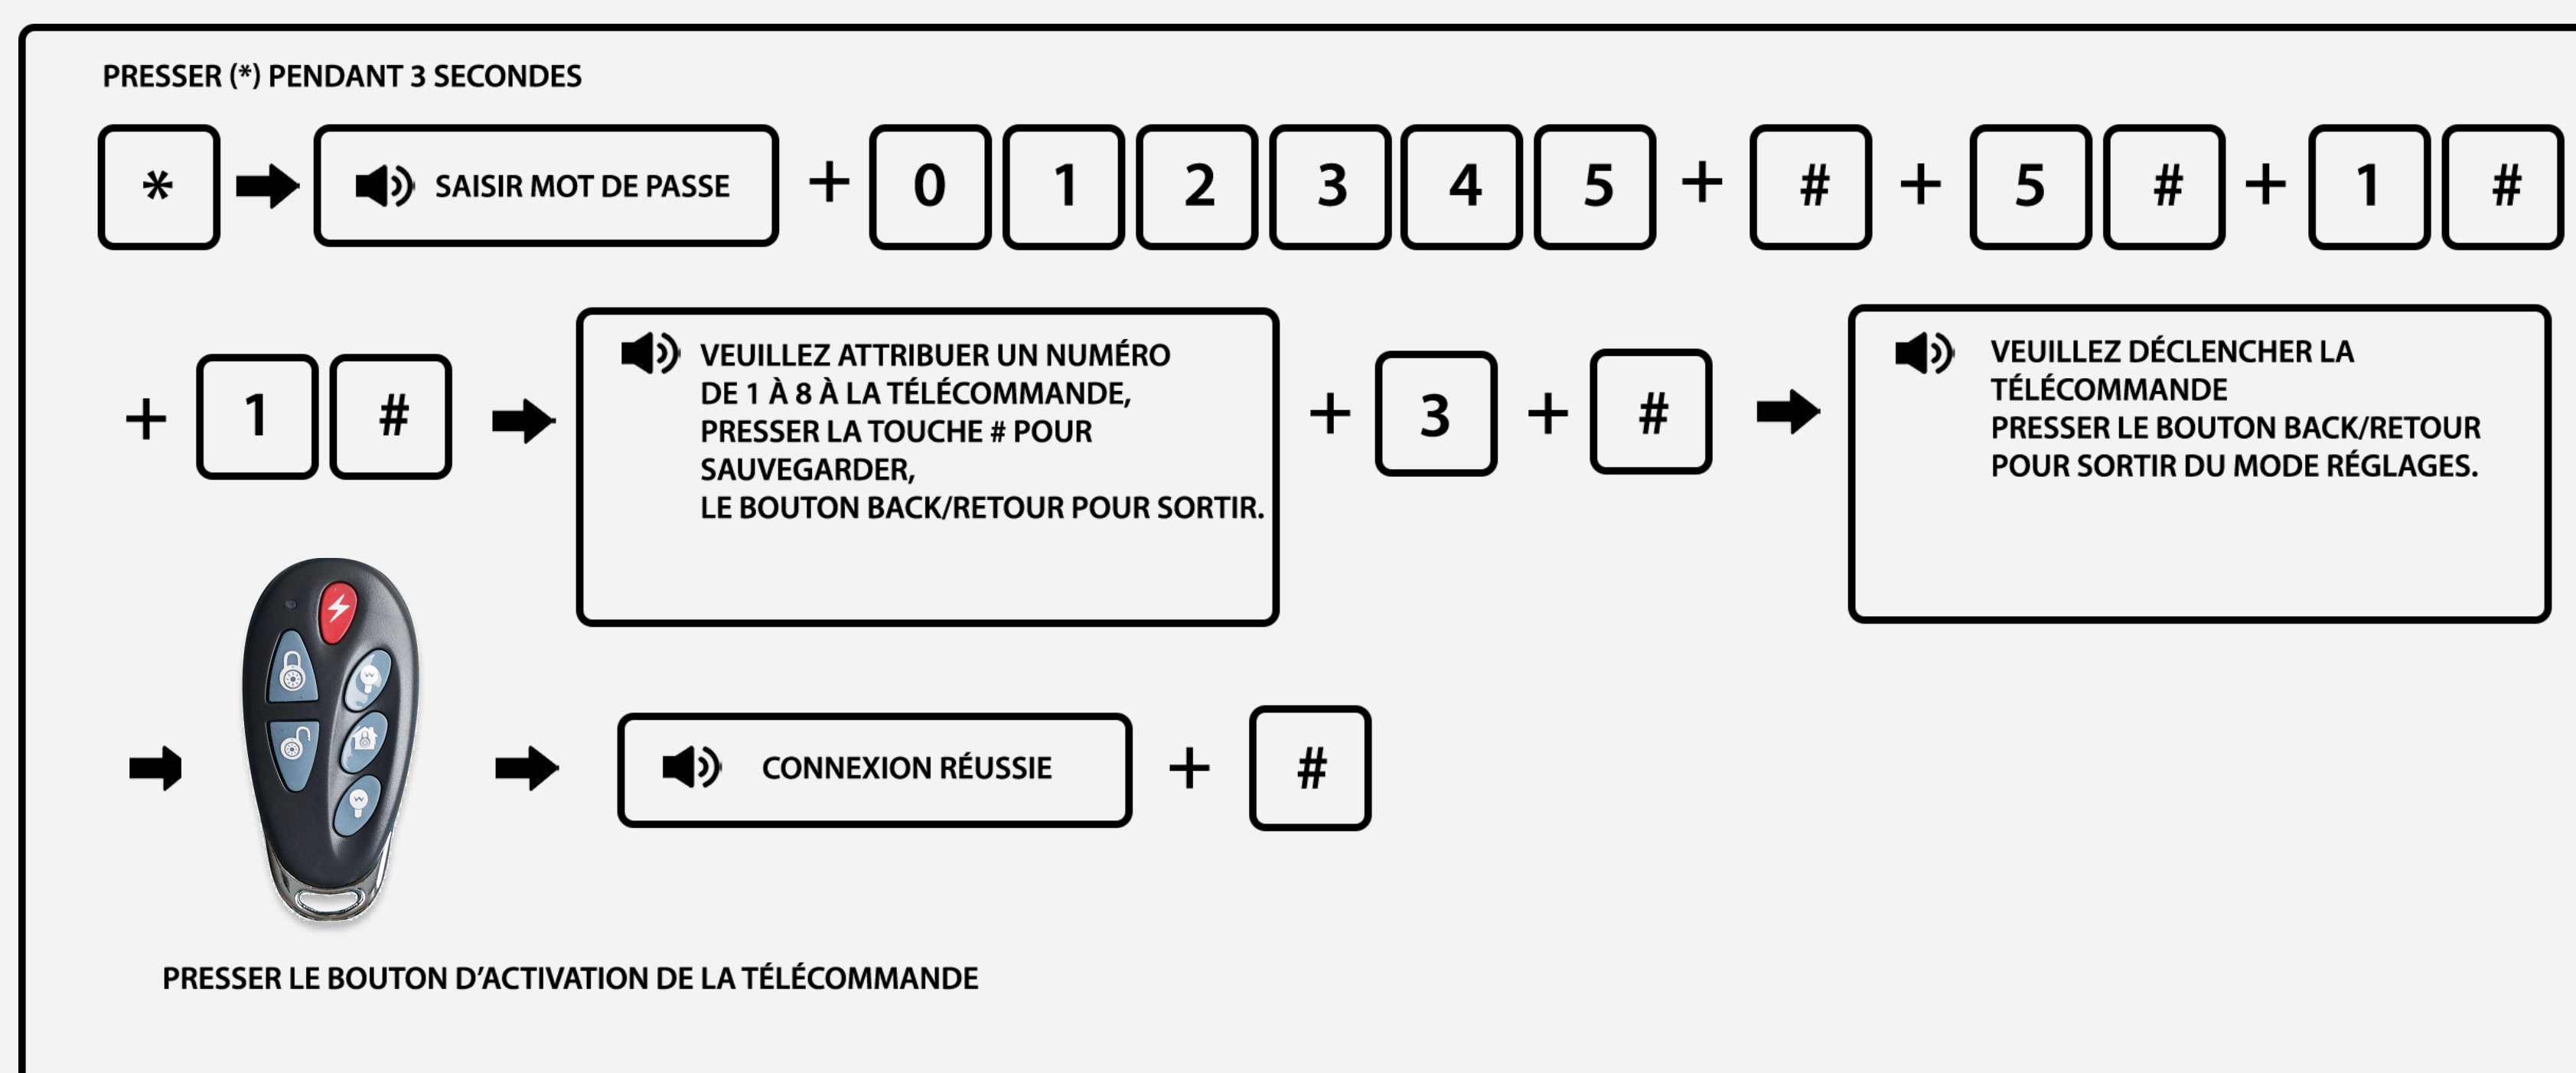 PRESSER (*) PENDANT 3 SECONDES
* SAISIR MOT DE PASSE + 0 1 2 3 4 5 + # + 5 # + 1 #
+ 1 #
VEUILLEZ ATTRIBUER UN NUMÉRO
DE 1 À 8 À LA TÉLÉCOMMANDE,
PRESSER LA TOUCHE # POUR
SAUVEGARDER,
LE BOUTON BACK/RETOUR POUR SORTIR.
+ 3 + #
VEUILLEZ DÉCLENCHER LA
TÉLÉCOMMANDE
PRESSER LE BOUTON BACK/RETOUR
POUR SORTIR DU MODE RÉGLAGES.
CONNEXION RÉUSSIE + #
PRESSER LE BOUTON D'ACTIVATION DE LA TÉLÉCOMMANDE